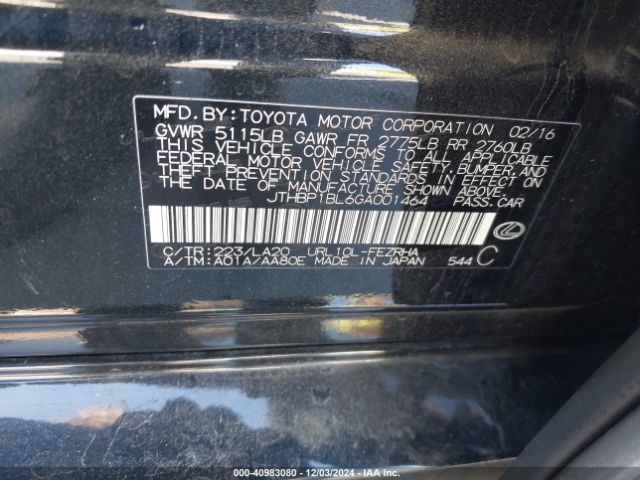 MFD. BY: TOYOTA MOTOR CORPORATION 02/16
GVWR 5115LB GAWR FR 2775LB RR 2760LB
THIS VEHICLE CONFORMS TO ALL APPLICABLE
FEDERAL MOTOR VEHICLE SAFETY, BUMPER, AND
THEFT PREVENTION STANDARDS IN EFFECT ON
THE DATE OF MANUFACTURE SHOWN ABOVE.
JTHBP1BL6GA001464 PASS. CAR
C/TR: 223/LA20 URL10L-FEZRHA
A/TM: A01A/AA80E MADE IN JAPAN 544 C
000-40983080 - 12/03/2024 - IAA Inc.